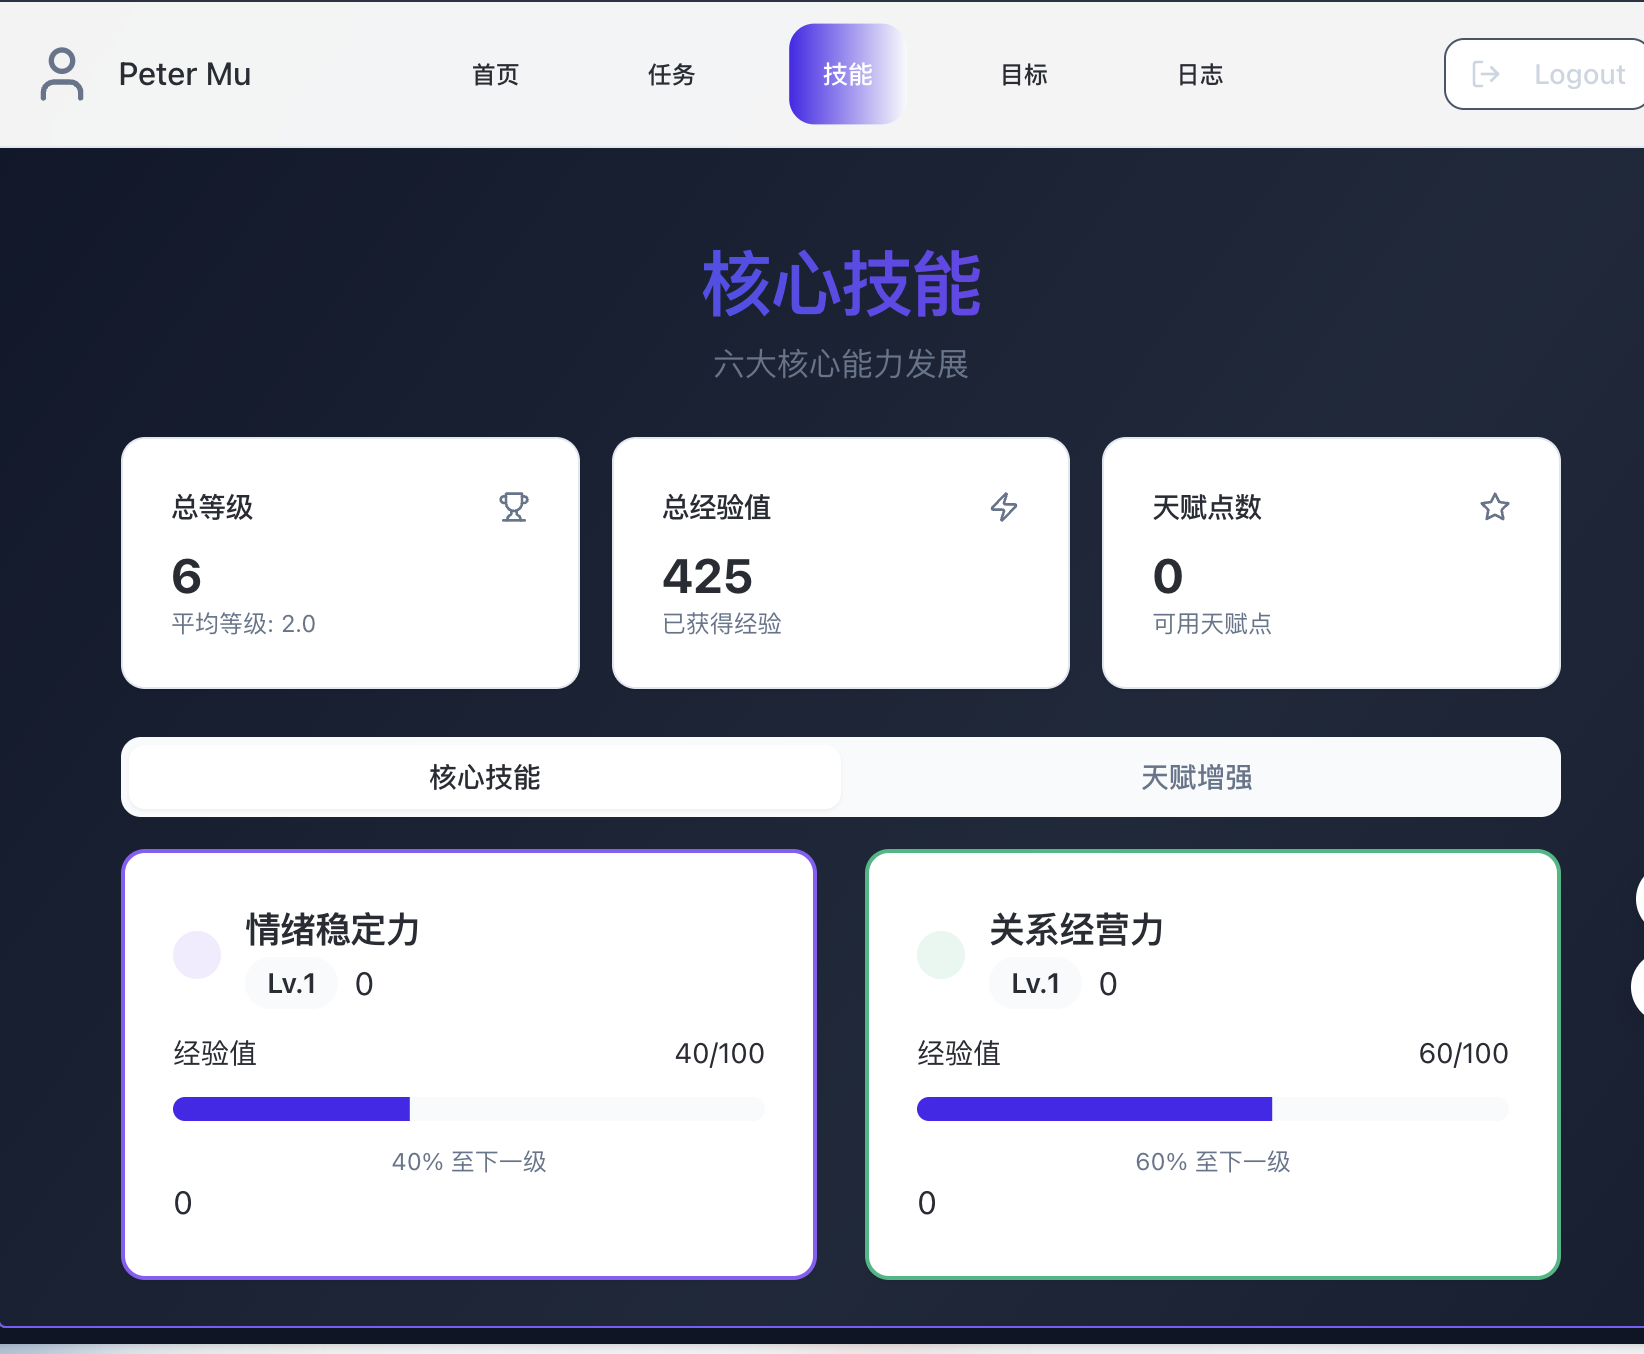 Peter Mu
首页
任务
技能
目标
日志
Logout
核心技能
六大核心能力发展
总等级
6
平均等级: 2.0
总经验值
425
已获得经验
天赋点数
0
可用天赋点
核心技能
天赋增强
情绪稳定力
Lv.1 0
经验值 40/100
40% 至下一级
0
关系经营力
Lv.1 0
经验值 60/100
60% 至下一级
0